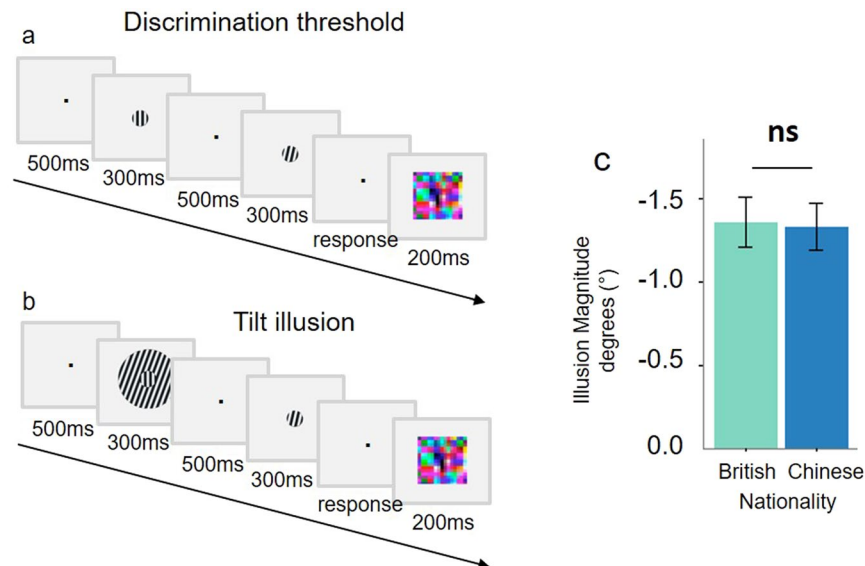 a
Discrimination threshold
500ms
300ms
500ms
300ms
response
200ms
b
Tilt illusion
500ms
300ms
500ms
300ms
response
200ms
c
ns
Illusion Magnitude
degrees (°)
-1.5
-1.0
-0.5
0.0
British Chinese
Nationality